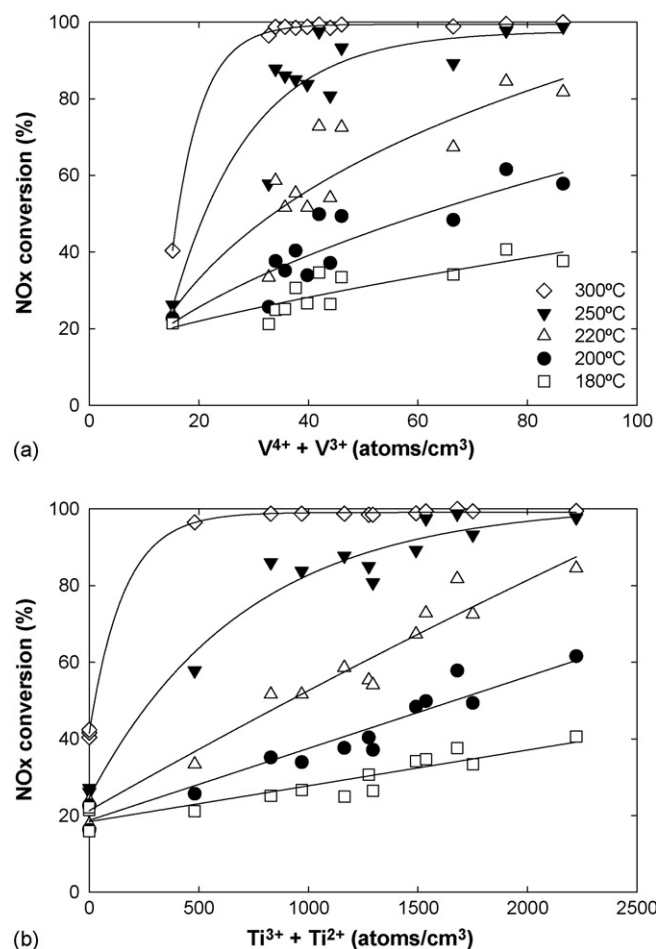 100
80
60
40
20
0
NOx conversion (%)
300ºC
250ºC
220ºC
200ºC
180ºC
0 20 40 60 80 100
(a) V⁴⁺ + V³⁺ (atoms/cm³)
100
80
60
40
20
0
NOx conversion (%)
0 500 1000 1500 2000 2500
(b) Ti³⁺ + Ti²⁺ (atoms/cm³)